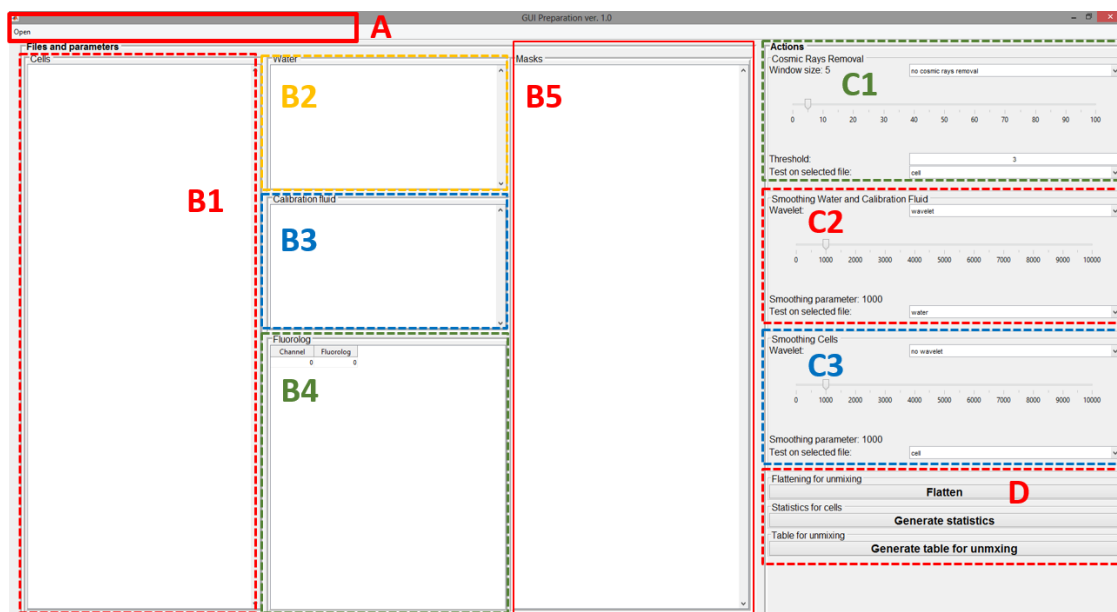 GUI Preparation ver. 1.0
A
Open
Files and parameters
Cells
B1
Water
B2
Calibration fluid
B3
Fluorolog
Channel Fluorolog
0 0
B4
Masks
B5
Actions
Cosmic Rays Removal
Window size: 5 no cosmic rays removal
C1
0 10 20 30 40 50 60 70 80 90 100
Threshold: 3
Test on selected file: cell
Smoothing Water and Calibration Fluid
Wavelet: wavelet
C2
0 1000 2000 3000 4000 5000 6000 7000 8000 9000 10000
Smoothing parameter: 1000
Test on selected file: water
Smoothing Cells
Wavelet: no wavelet
C3
0 1000 2000 3000 4000 5000 6000 7000 8000 9000 10000
Smoothing parameter: 1000
Test on selected file: cell
Flattening for unmixing
Flatten
D
Statistics for cells
Generate statistics
Table for unmixing
Generate table for unmxing